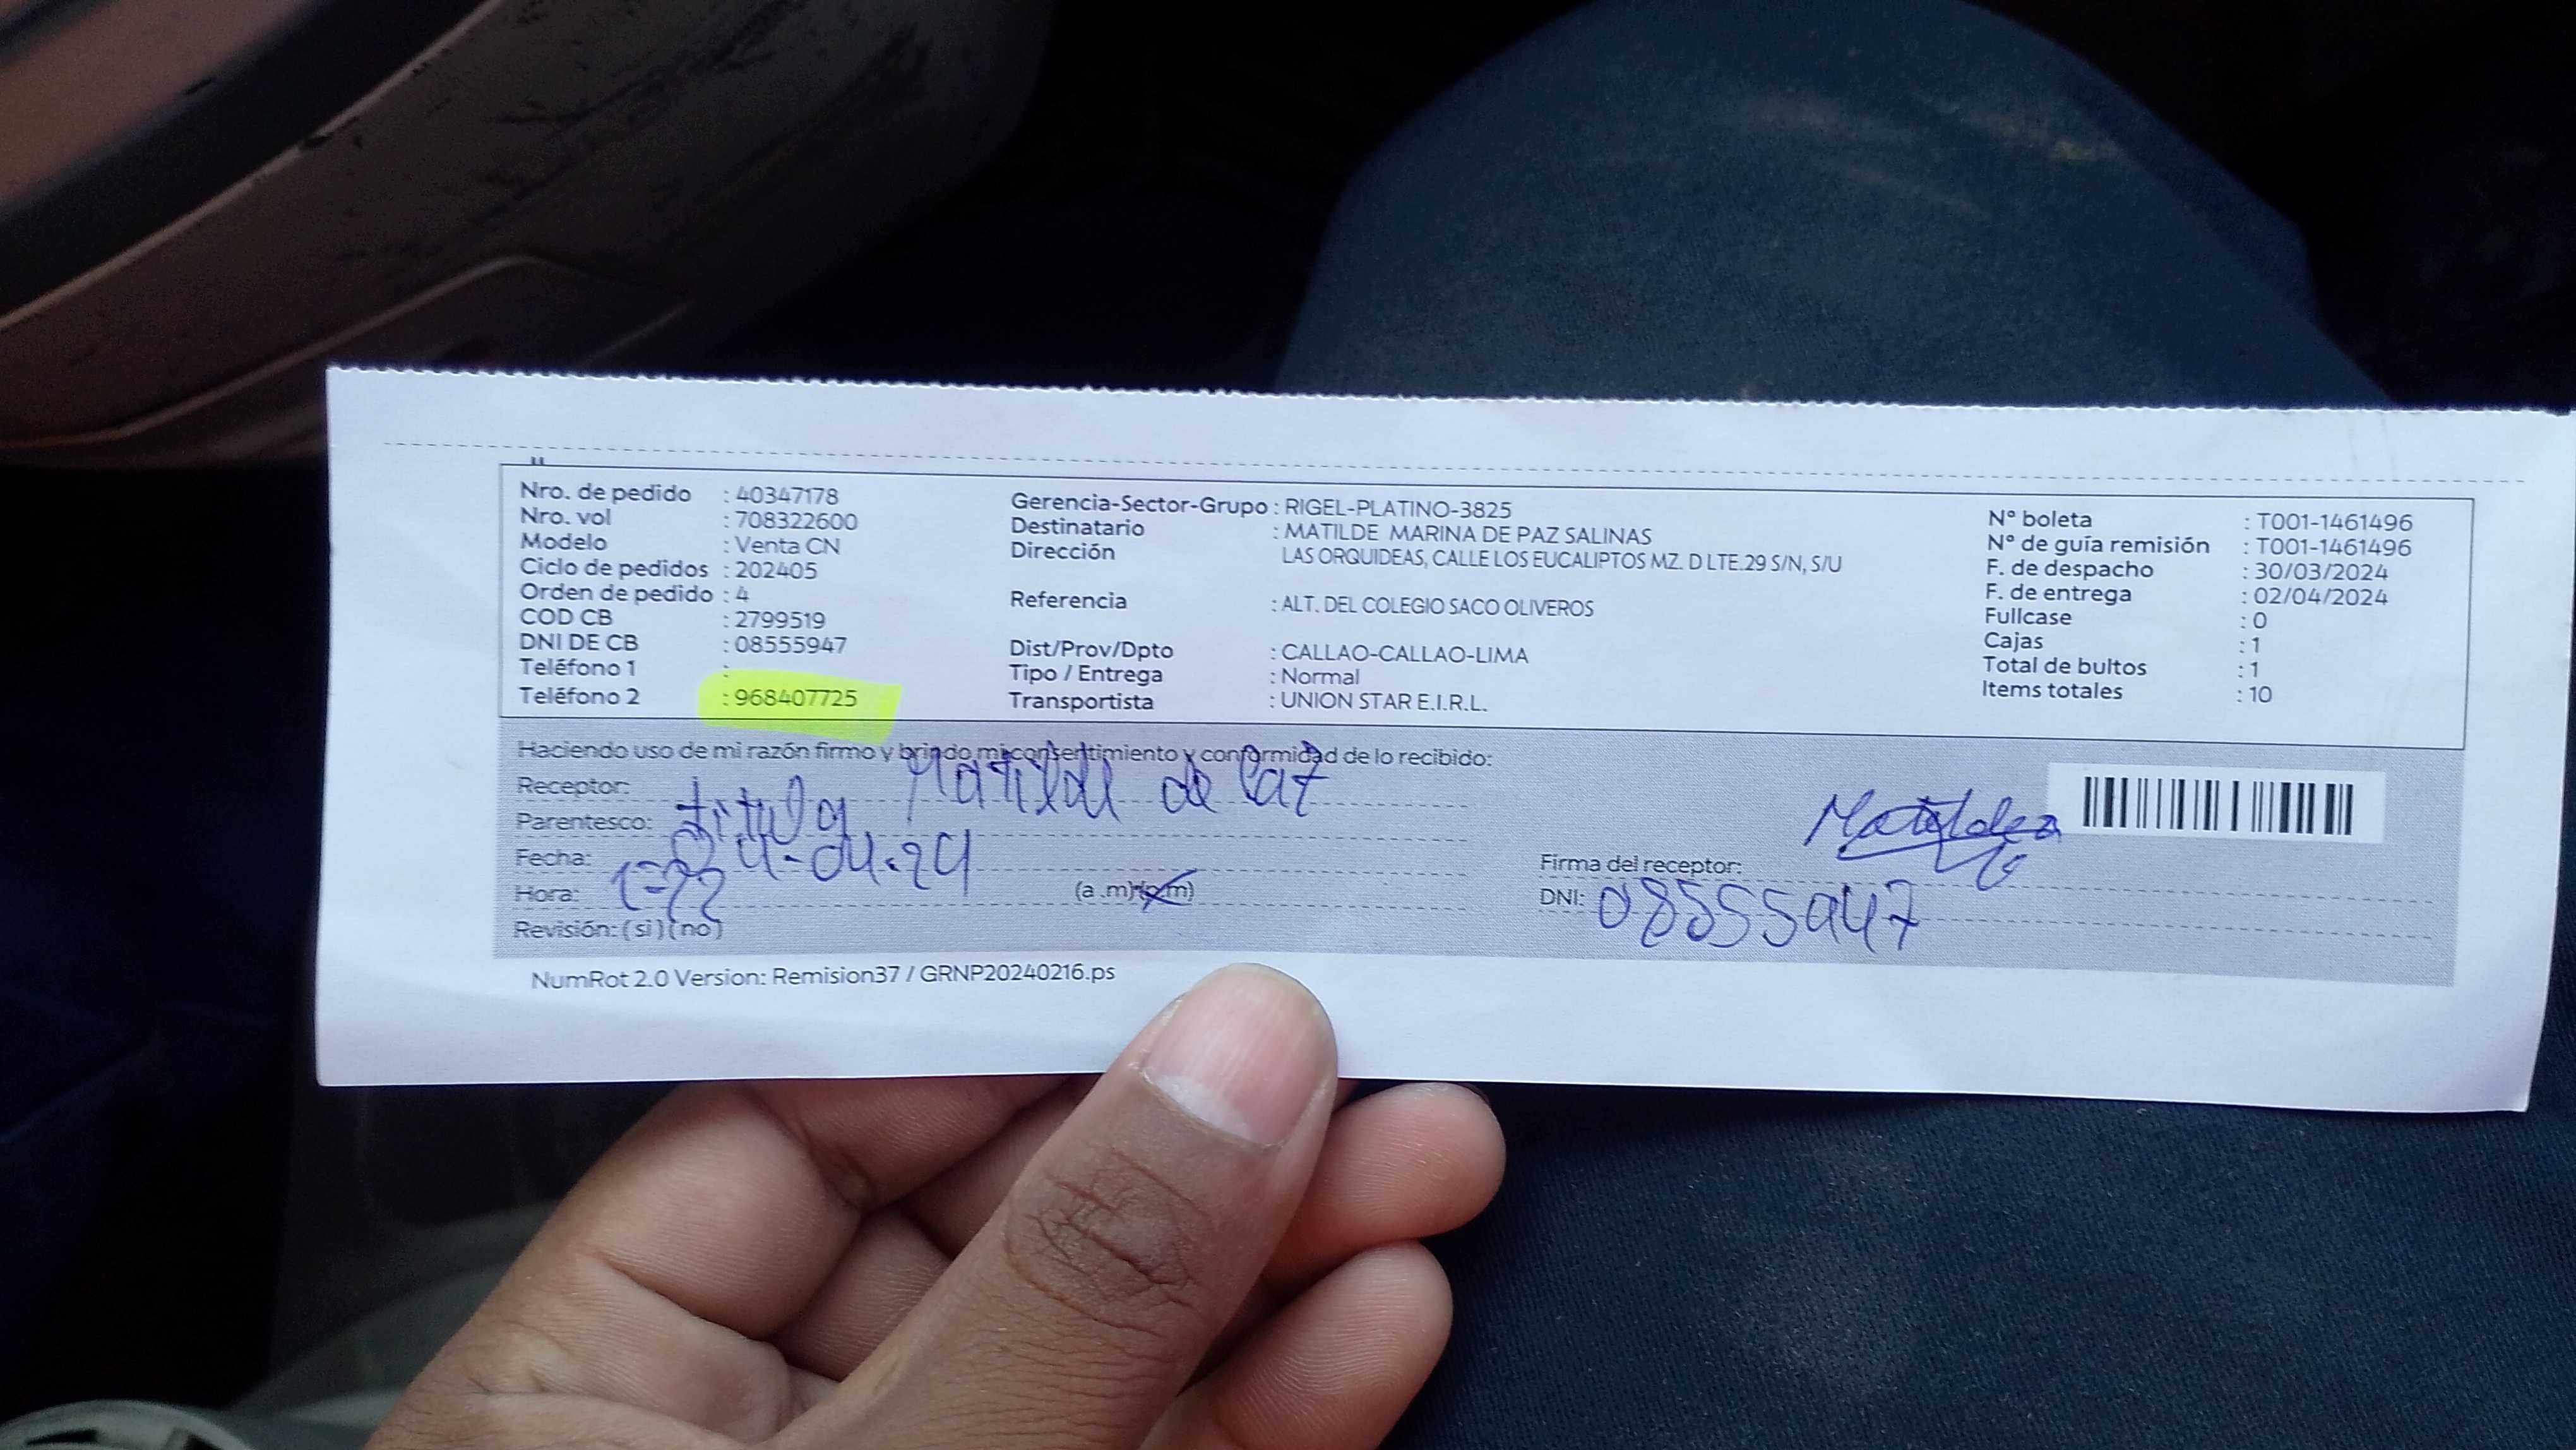 Nro. de pedido : 40347178
Nro. vol : 708322600
Modelo : Venta CN
Ciclo de pedidos : 202405
Orden de pedido : 4
COD CB : 2799519
DNI DE CB : 08555947
Teléfono 1 :
Teléfono 2 : 968407725
Gerencia-Sector-Grupo : RIGEL-PLATINO-3825
Destinatario : MATILDE MARINA DE PAZ SALINAS
Dirección LAS ORQUIDEAS, CALLE LOS EUCALIPTOS MZ. D LTE.29 S/N, S/U
Referencia : ALT. DEL COLEGIO SACO OLIVEROS
Dist/Prov/Dpto : CALLAO-CALLAO-LIMA
Tipo / Entrega : Normal
Transportista : UNION STAR E.I.R.L.
N° boleta : T001-1461496
N° de guía remisión : T001-1461496
F. de despacho : 30/03/2024
F. de entrega : 02/04/2024
Fullcase : 0
Cajas : 1
Total de bultos : 1
Items totales : 10
Haciendo uso de mi razón firmo y brindo mi consentimiento y conformidad de lo recibido:
Receptor: Matilde de Paz
Parentesco:
Fecha: 04-04-24
Hora: (a.m) (p.m)
Revisión: (si) (no)
Firma del receptor:
DNI: 08555947
NumRot 2.0 Version: Remision37 / GRNP20240216.ps